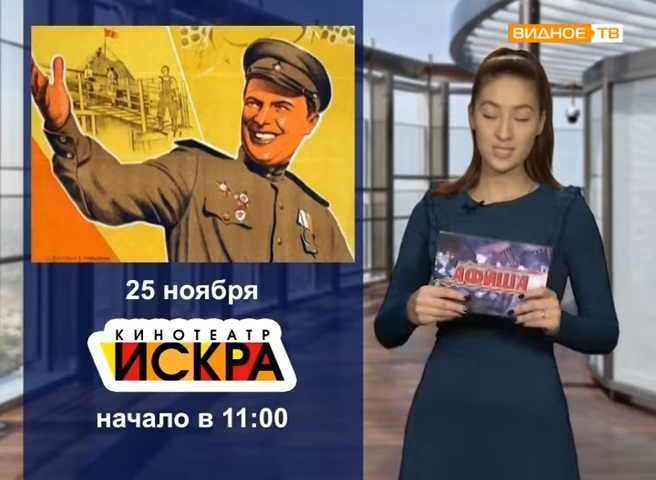 ВИДНОЕ ТВ
25 ноября
КИНОТЕАТР
ИСКРА
начало в 11:00
АФИША